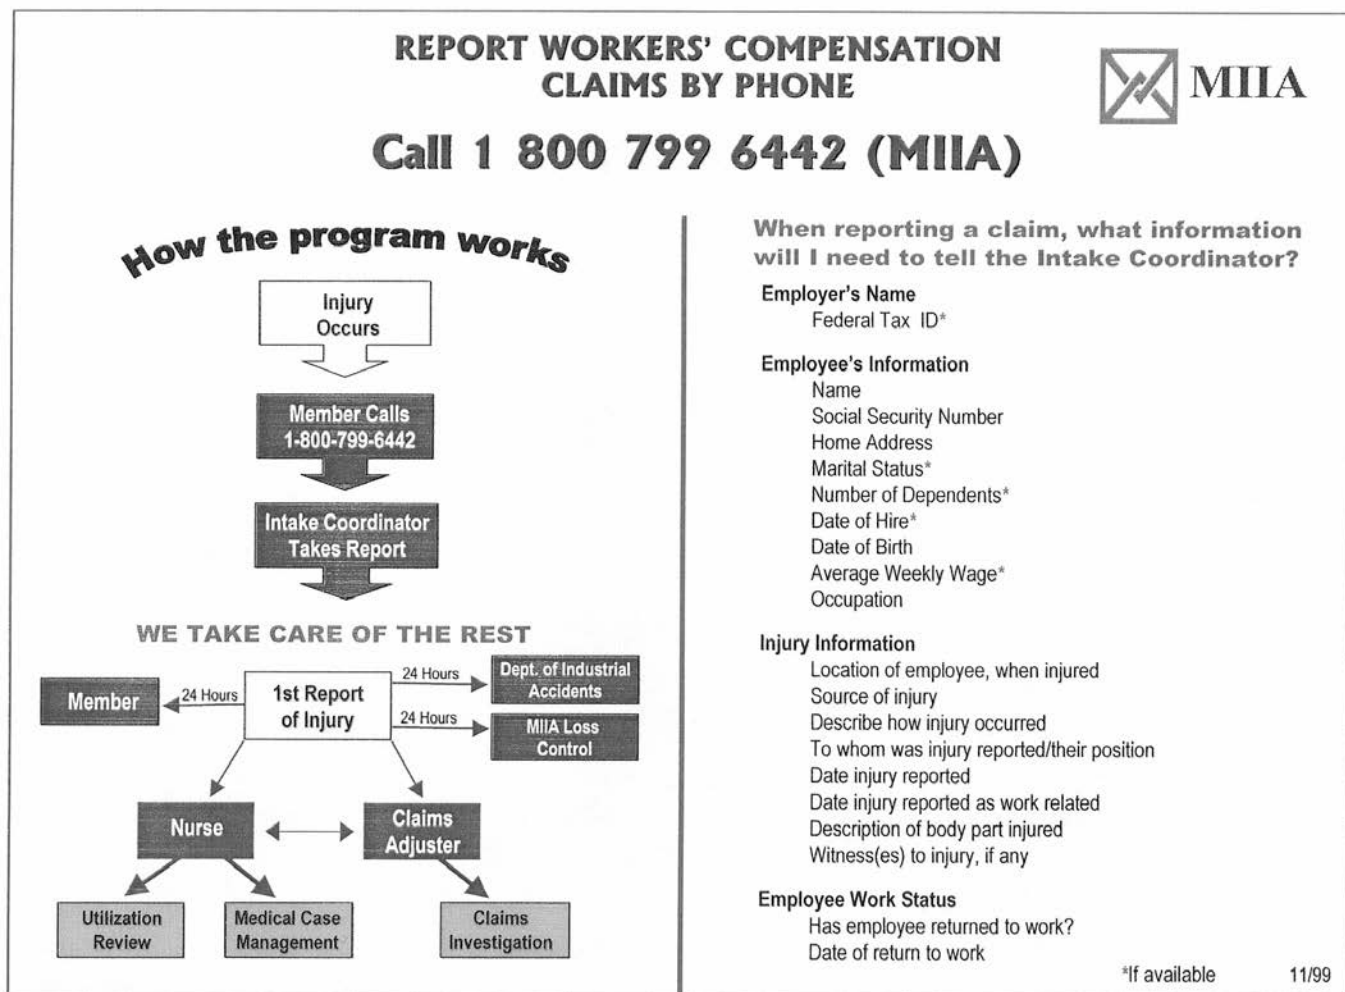 REPORT WORKERS' COMPENSATION
CLAIMS BY PHONE
MIIA
Call 1 800 799 6442 (MIIA)
How the program works
Injury
Occurs
Member Calls
1-800-799-6442
Intake Coordinator
Takes Report
WE TAKE CARE OF THE REST
Member
24 Hours
1st Report
of Injury
24 Hours
Dept. of Industrial
Accidents
24 Hours
MIIA Loss
Control
Nurse
Claims
Adjuster
Utilization
Review
Medical Case
Management
Claims
Investigation
When reporting a claim, what information
will I need to tell the Intake Coordinator?
Employer's Name
Federal Tax ID*
Employee's Information
Name
Social Security Number
Home Address
Marital Status*
Number of Dependents*
Date of Hire*
Date of Birth
Average Weekly Wage*
Occupation
Injury Information
Location of employee, when injured
Source of injury
Describe how injury occurred
To whom was injury reported/their position
Date injury reported
Date injury reported as work related
Description of body part injured
Witness(es) to injury, if any
Employee Work Status
Has employee returned to work?
Date of return to work
*If available 11/99